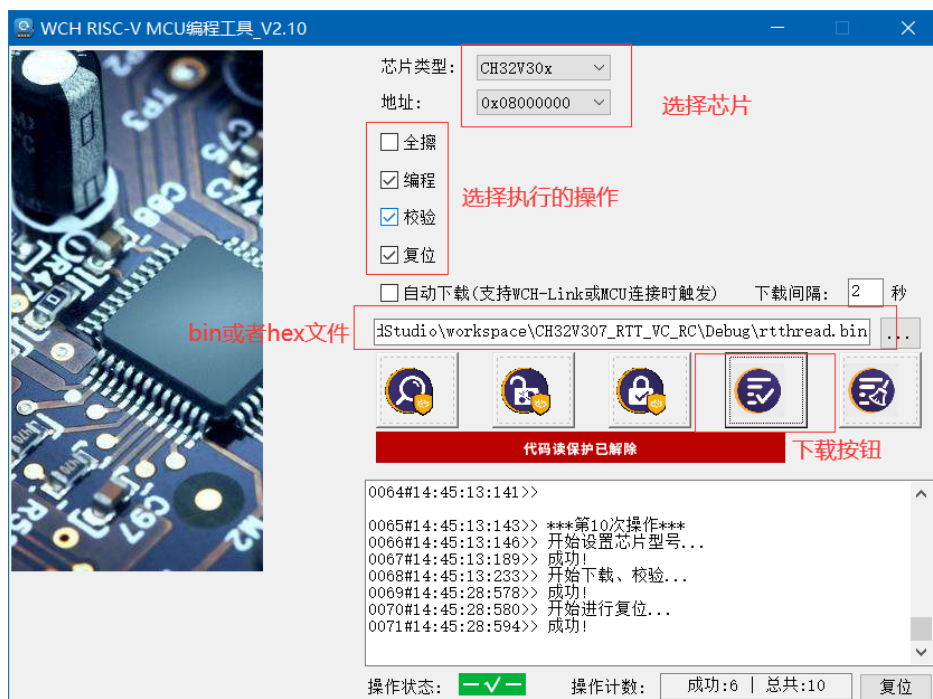 WCH RISC-V MCU编程工具_V2.10
芯片类型: CH32V30x
地址: 0x08000000
选择芯片
全擦
编程
选择执行的操作
校验
复位
自动下载(支持WCH-Link或MCU连接时触发) 下载间隔: 2 秒
bin或者hex文件
dStudio\workspace\CH32V307_RTT_VC_RC\Debug\rtthread.bin ...
代码读保护已解除
下载按钮
0064#14:45:13:141>>
0065#14:45:13:143>> ***第10次操作***
0066#14:45:13:146>> 开始设置芯片型号...
0067#14:45:13:189>> 成功!
0068#14:45:13:233>> 开始下载、校验...
0069#14:45:28:578>> 成功!
0070#14:45:28:580>> 开始进行复位...
0071#14:45:28:594>> 成功!
操作状态: 操作计数: 成功:6 | 总共:10 复位
TP3
C75
C88
C97